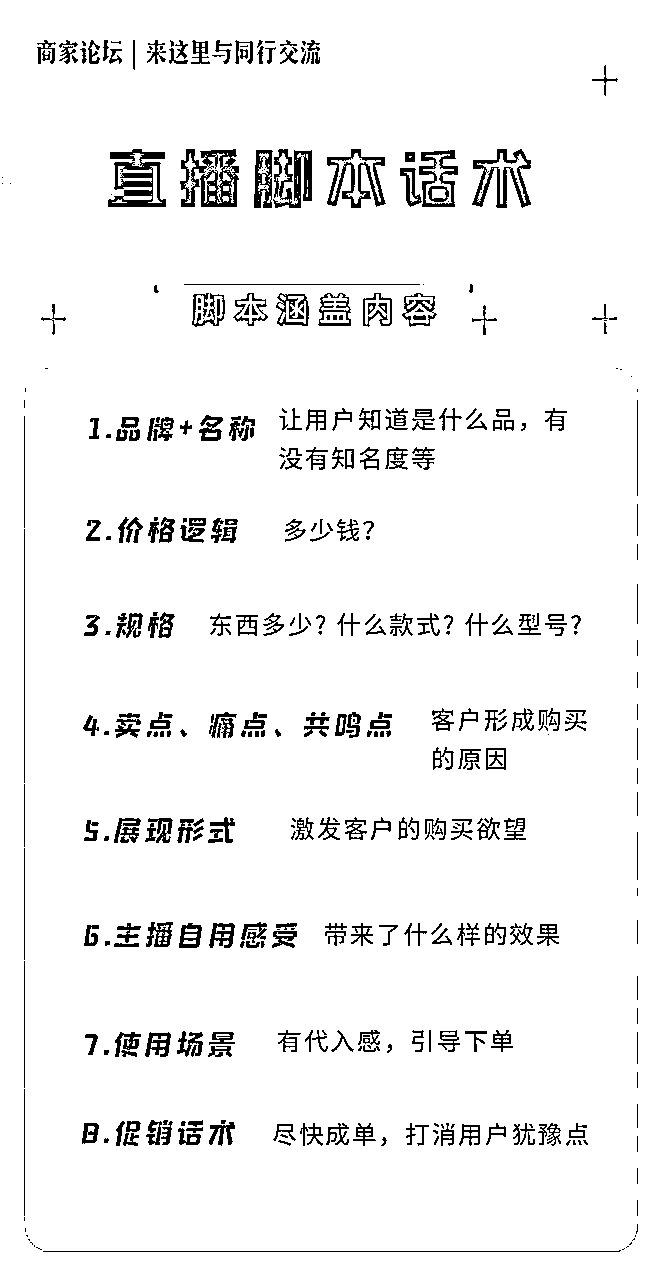 商家论坛 | 来这里与同行交流
直播脚本话术
脚本涵盖内容
1.品牌+名称 让用户知道是什么品，有
没有知名度等
2.价格逻辑 多少钱？
3.规格 东西多少？什么款式？什么型号？
4.卖点、痛点、共鸣点 客户形成购买
的原因
5.展现形式 激发客户的购买欲望
6.主播自用感受 带来了什么样的效果
7.使用场景 有代入感，引导下单
8.促销话术 尽快成单，打消用户犹豫点